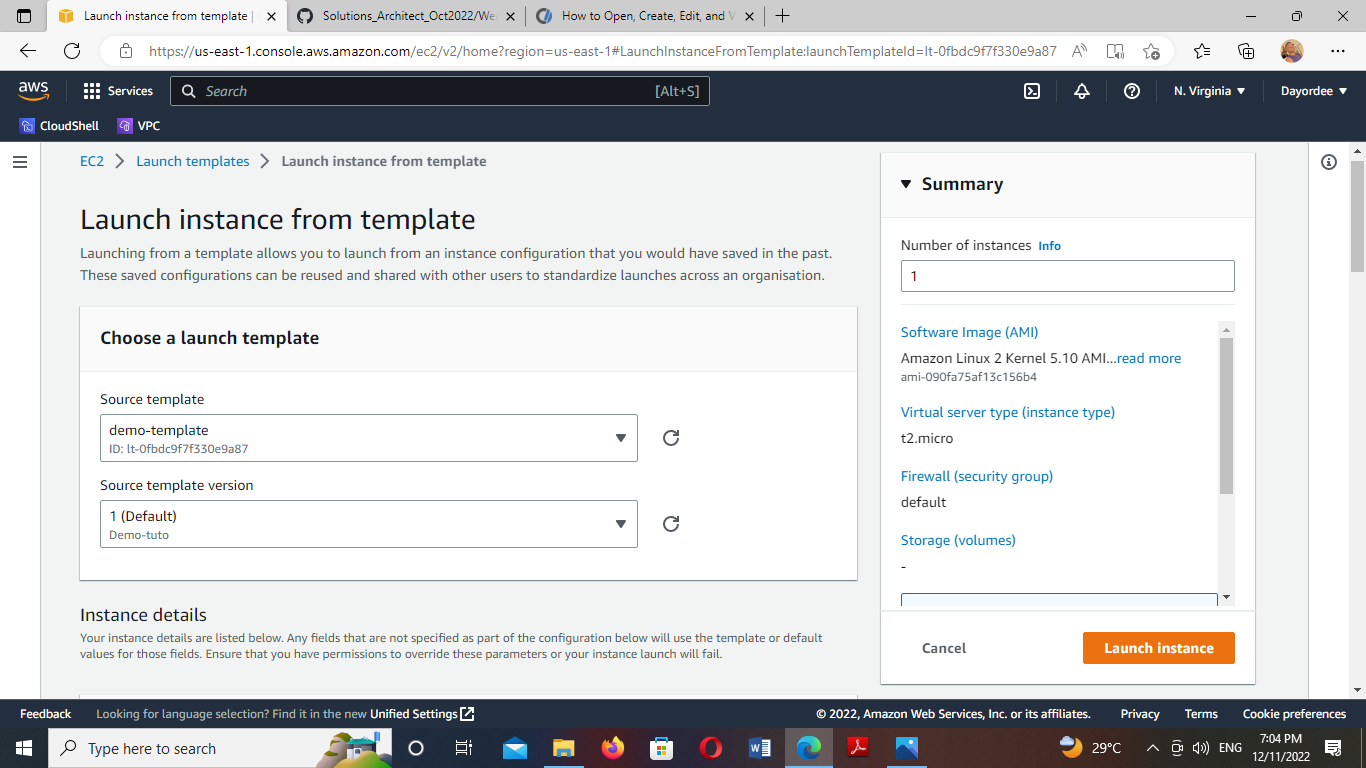 Launch instance from template |
Solutions_Architect_Oct2022/We
How to Open, Create, Edit, and V
https://us-east-1.console.aws.amazon.com/ec2/v2/home?region=us-east-1#LaunchInstanceFromTemplate:launchTemplateId=lt-0fbdc9f7f330e9a87
aws
Services
Search
[Alt+S]
N. Virginia
Dayordee
CloudShell
VPC
EC2 > Launch templates > Launch instance from template
Launch instance from template
Launching from a template allows you to launch from an instance configuration that you would have saved in the past.
These saved configurations can be reused and shared with other users to standardize launches across an organisation.
Choose a launch template
Source template
demo-template
ID: lt-0fbdc9f7f330e9a87
Source template version
1 (Default)
Demo-tuto
Instance details
Your instance details are listed below. Any fields that are not specified as part of the configuration below will use the template or default
values for those fields. Ensure that you have permissions to override these parameters or your instance launch will fail.
Summary
Number of instances Info
1
Software Image (AMI)
Amazon Linux 2 Kernel 5.10 AMI...read more
ami-090fa75af13c156b4
Virtual server type (instance type)
t2.micro
Firewall (security group)
default
Storage (volumes)
-
Cancel
Launch instance
Feedback
Looking for language selection? Find it in the new Unified Settings
© 2022, Amazon Web Services, Inc. or its affiliates.
Privacy
Terms
Cookie preferences
Type here to search
29°C
ENG
7:04 PM
12/11/2022